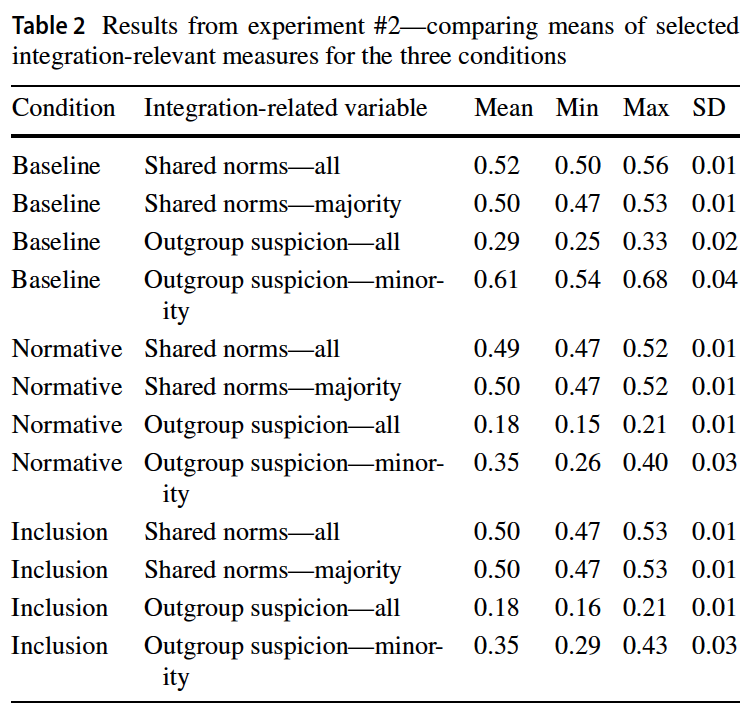 Table 2 Results from experiment #2—comparing means of selected
integration-relevant measures for the three conditions
Condition Integration-related variable Mean Min Max SD
Baseline Shared norms—all 0.52 0.50 0.56 0.01
Baseline Shared norms—majority 0.50 0.47 0.53 0.01
Baseline Outgroup suspicion—all 0.29 0.25 0.33 0.02
Baseline Outgroup suspicion—minor- 0.61 0.54 0.68 0.04
ity
Normative Shared norms—all 0.49 0.47 0.52 0.01
Normative Shared norms—majority 0.50 0.47 0.52 0.01
Normative Outgroup suspicion—all 0.18 0.15 0.21 0.01
Normative Outgroup suspicion—minor- 0.35 0.26 0.40 0.03
ity
Inclusion Shared norms—all 0.50 0.47 0.53 0.01
Inclusion Shared norms—majority 0.50 0.47 0.53 0.01
Inclusion Outgroup suspicion—all 0.18 0.16 0.21 0.01
Inclusion Outgroup suspicion—minor- 0.35 0.29 0.43 0.03
ity